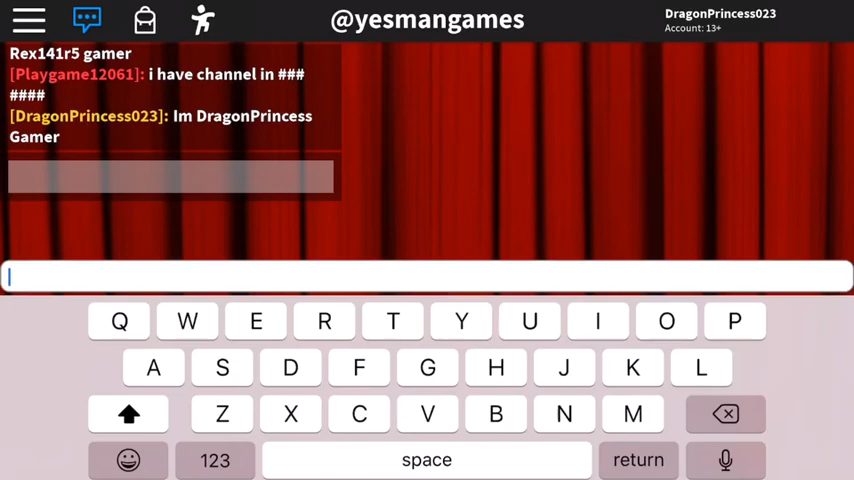 @yesmangames
DragonPrincess023
Account: 13+
Rex141r5 gamer
[Playgame12061]: i have channel in ###
####
[DragonPrincess023]: Im DragonPrincess
Gamer
Q W E R T Y U I O P
A S D F G H J K L
Z X C V B N M
123 space return